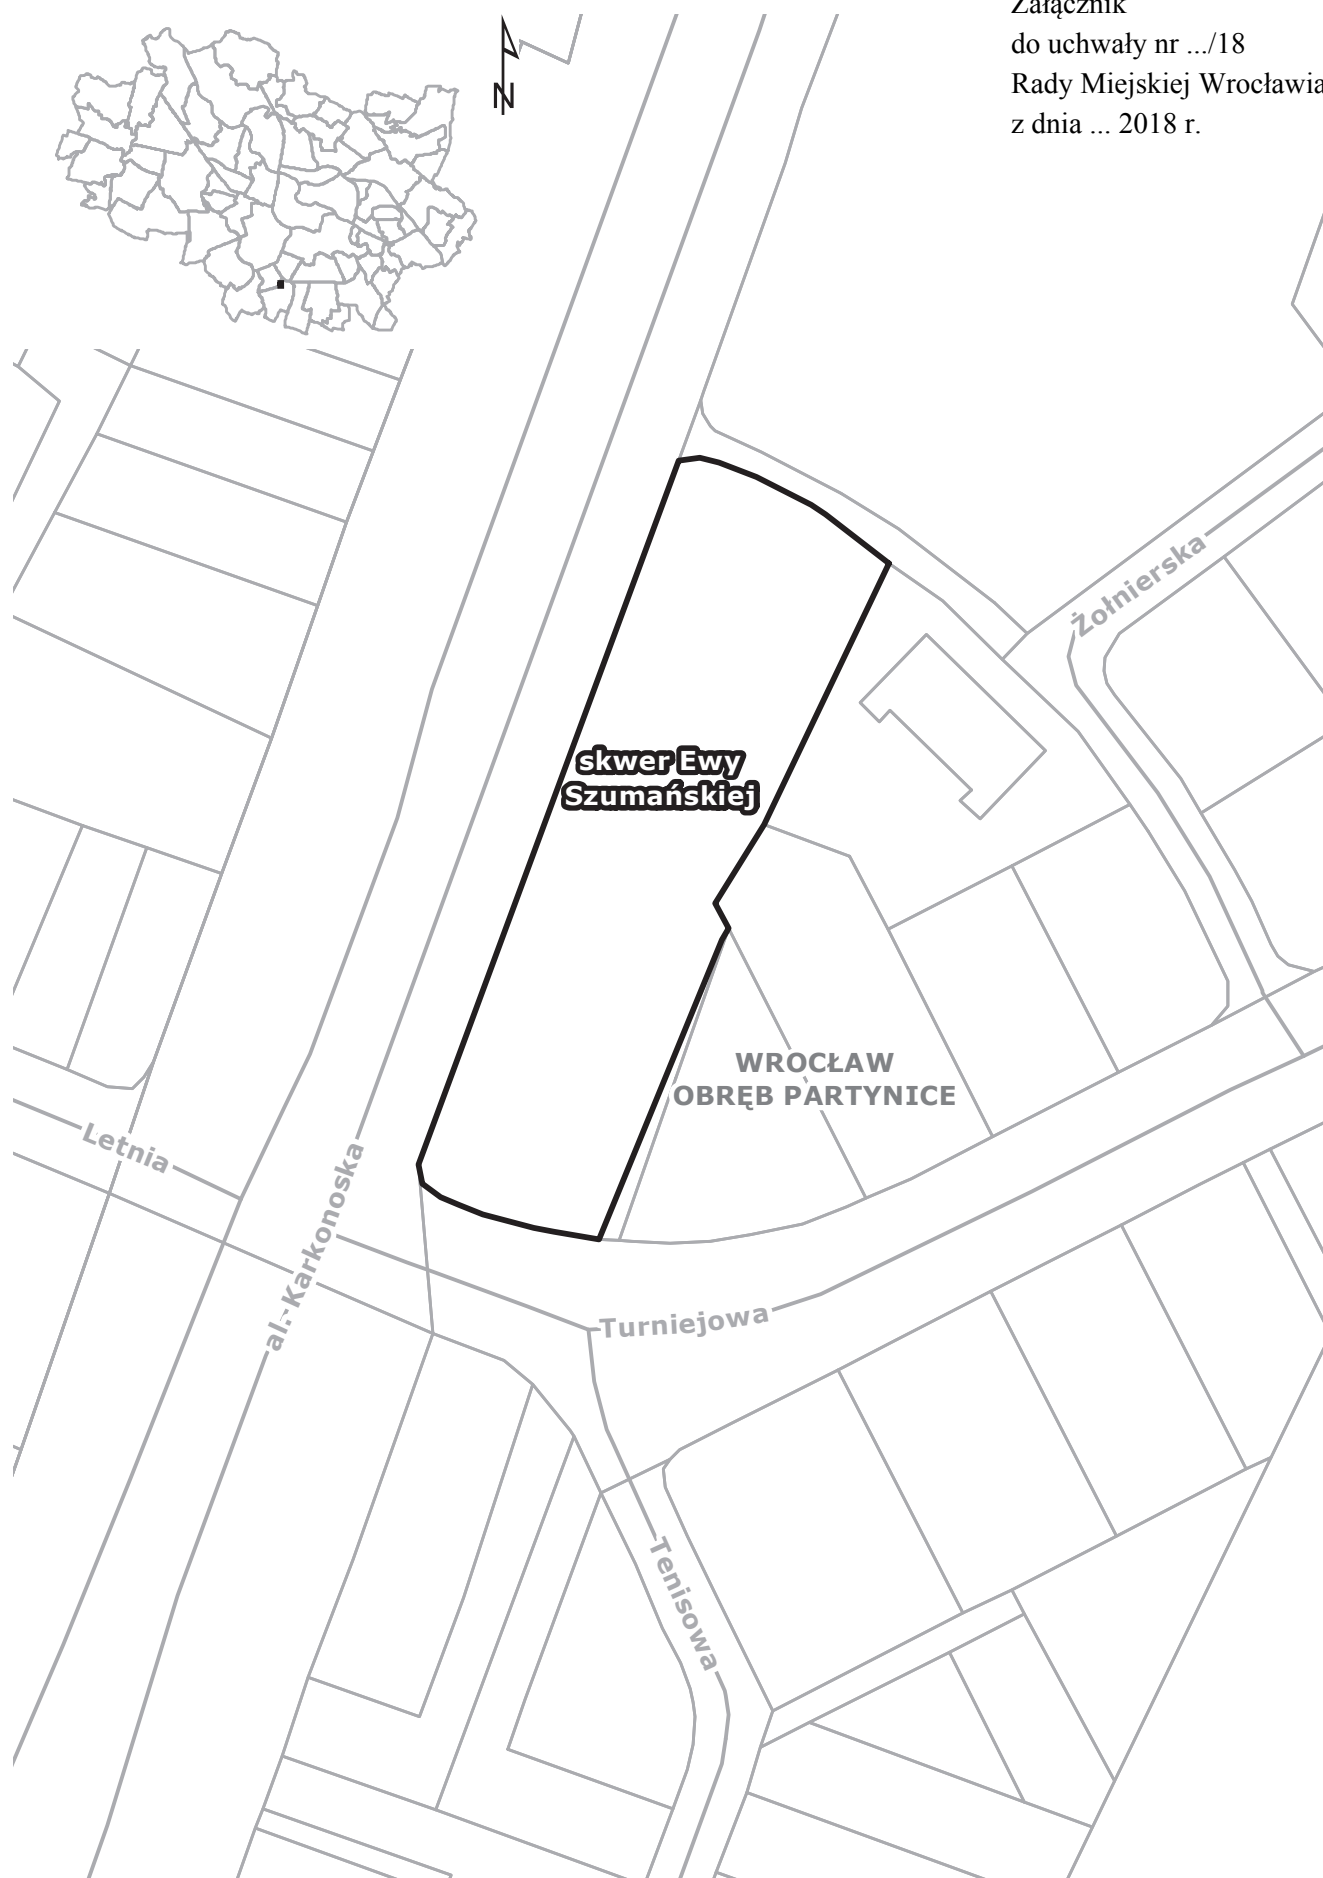 Załącznik
do uchwały nr .../18
Rady Miejskiej Wrocławia
z dnia ... 2018 r.
N
Żołnierska
skwer Ewy
Szumańskiej
WROCŁAW
OBRĘB PARTYNICE
Letnia
al. Karkonoska
Turniejowa
Tenisowa